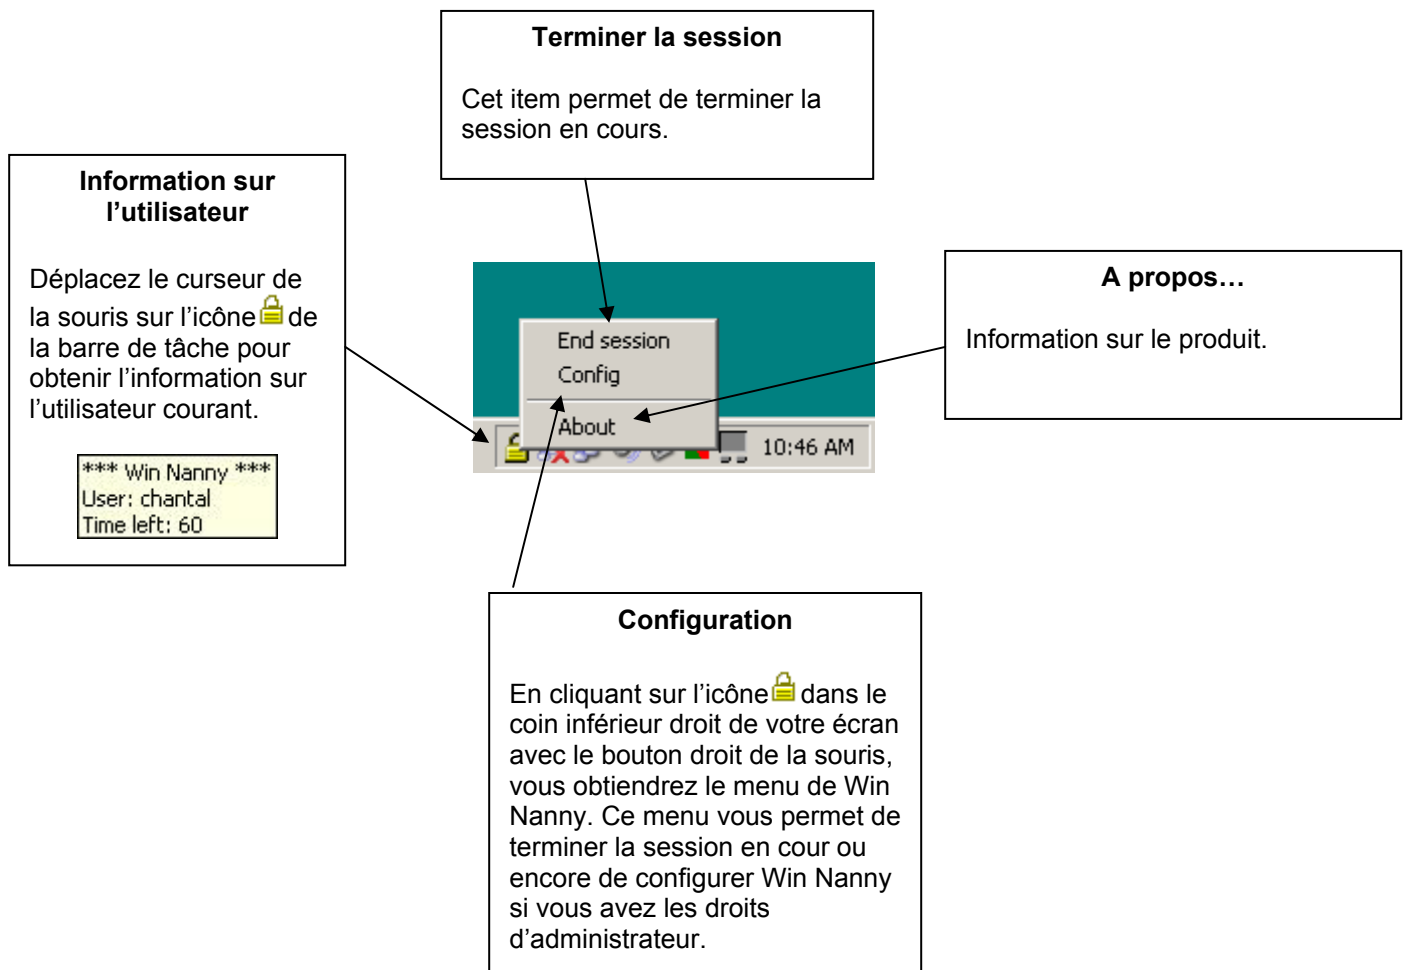 Terminer la session
Cet item permet de terminer la
session en cours.
Information sur
l’utilisateur
Déplacez le curseur de
la souris sur l’icône de
la barre de tâche pour
obtenir l’information sur
l’utilisateur courant.
*** Win Nanny ***
User: chantal
Time left: 60
End session
Config
About
10:46 AM
A propos…
Information sur le produit.
Configuration
En cliquant sur l’icône dans le
coin inférieur droit de votre écran
avec le bouton droit de la souris,
vous obtiendrez le menu de Win
Nanny. Ce menu vous permet de
terminer la session en cour ou
encore de configurer Win Nanny
si vous avez les droits
d’administrateur.